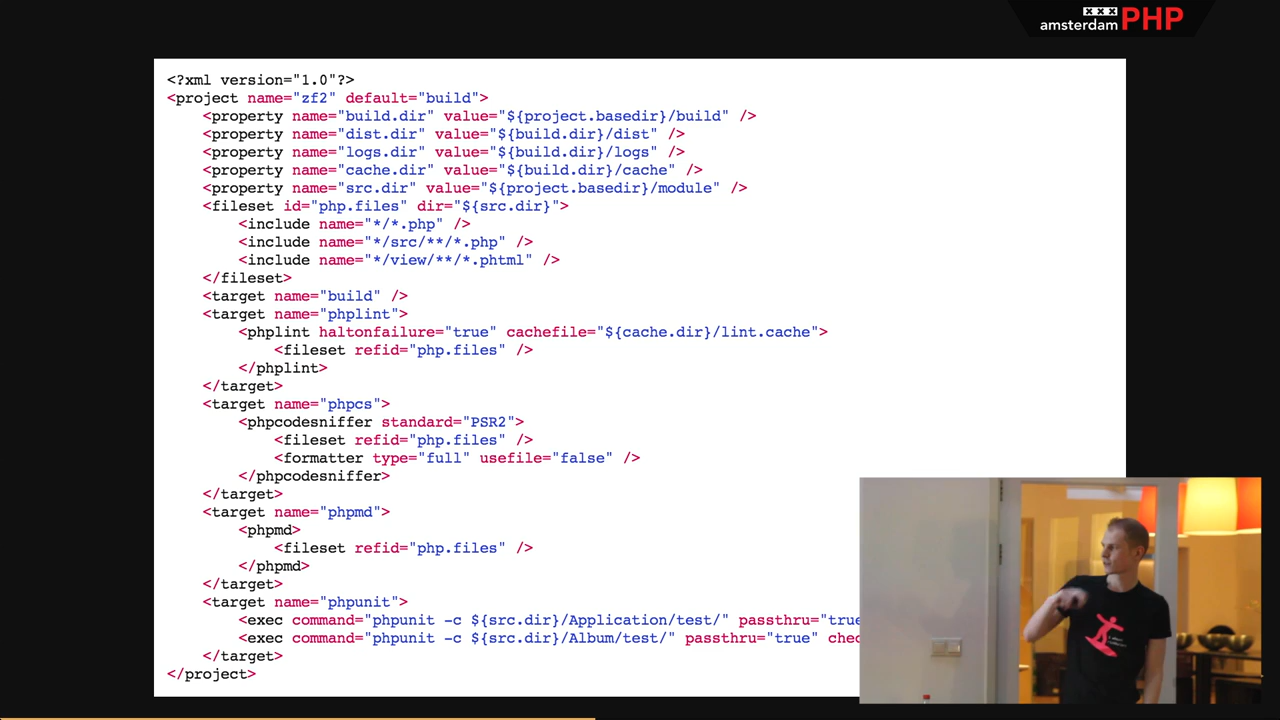 xxx
amsterdamPHP
<?xml version="1.0"?>
<project name="zf2" default="build">
    <property name="build.dir" value="${project.basedir}/build" />
    <property name="dist.dir" value="${build.dir}/dist" />
    <property name="logs.dir" value="${build.dir}/logs" />
    <property name="cache.dir" value="${build.dir}/cache" />
    <property name="src.dir" value="${project.basedir}/module" />
    <fileset id="php.files" dir="${src.dir}">
        <include name="*/*.php" />
        <include name="*/src/**/*.php" />
        <include name="*/view/**/*.phtml" />
    </fileset>
    <target name="build" />
    <target name="phplint">
        <phplint haltonfailure="true" cachefile="${cache.dir}/lint.cache">
            <fileset refid="php.files" />
        </phplint>
    </target>
    <target name="phpcs">
        <phpcodesniffer standard="PSR2">
            <fileset refid="php.files" />
            <formatter type="full" usefile="false" />
        </phpcodesniffer>
    </target>
    <target name="phpmd">
        <phpmd>
            <fileset refid="php.files" />
        </phpmd>
    </target>
    <target name="phpunit">
        <exec command="phpunit -c ${src.dir}/Application/test/" passthru="true
        <exec command="phpunit -c ${src.dir}/Album/test/" passthru="true" chec
    </target>
</project>